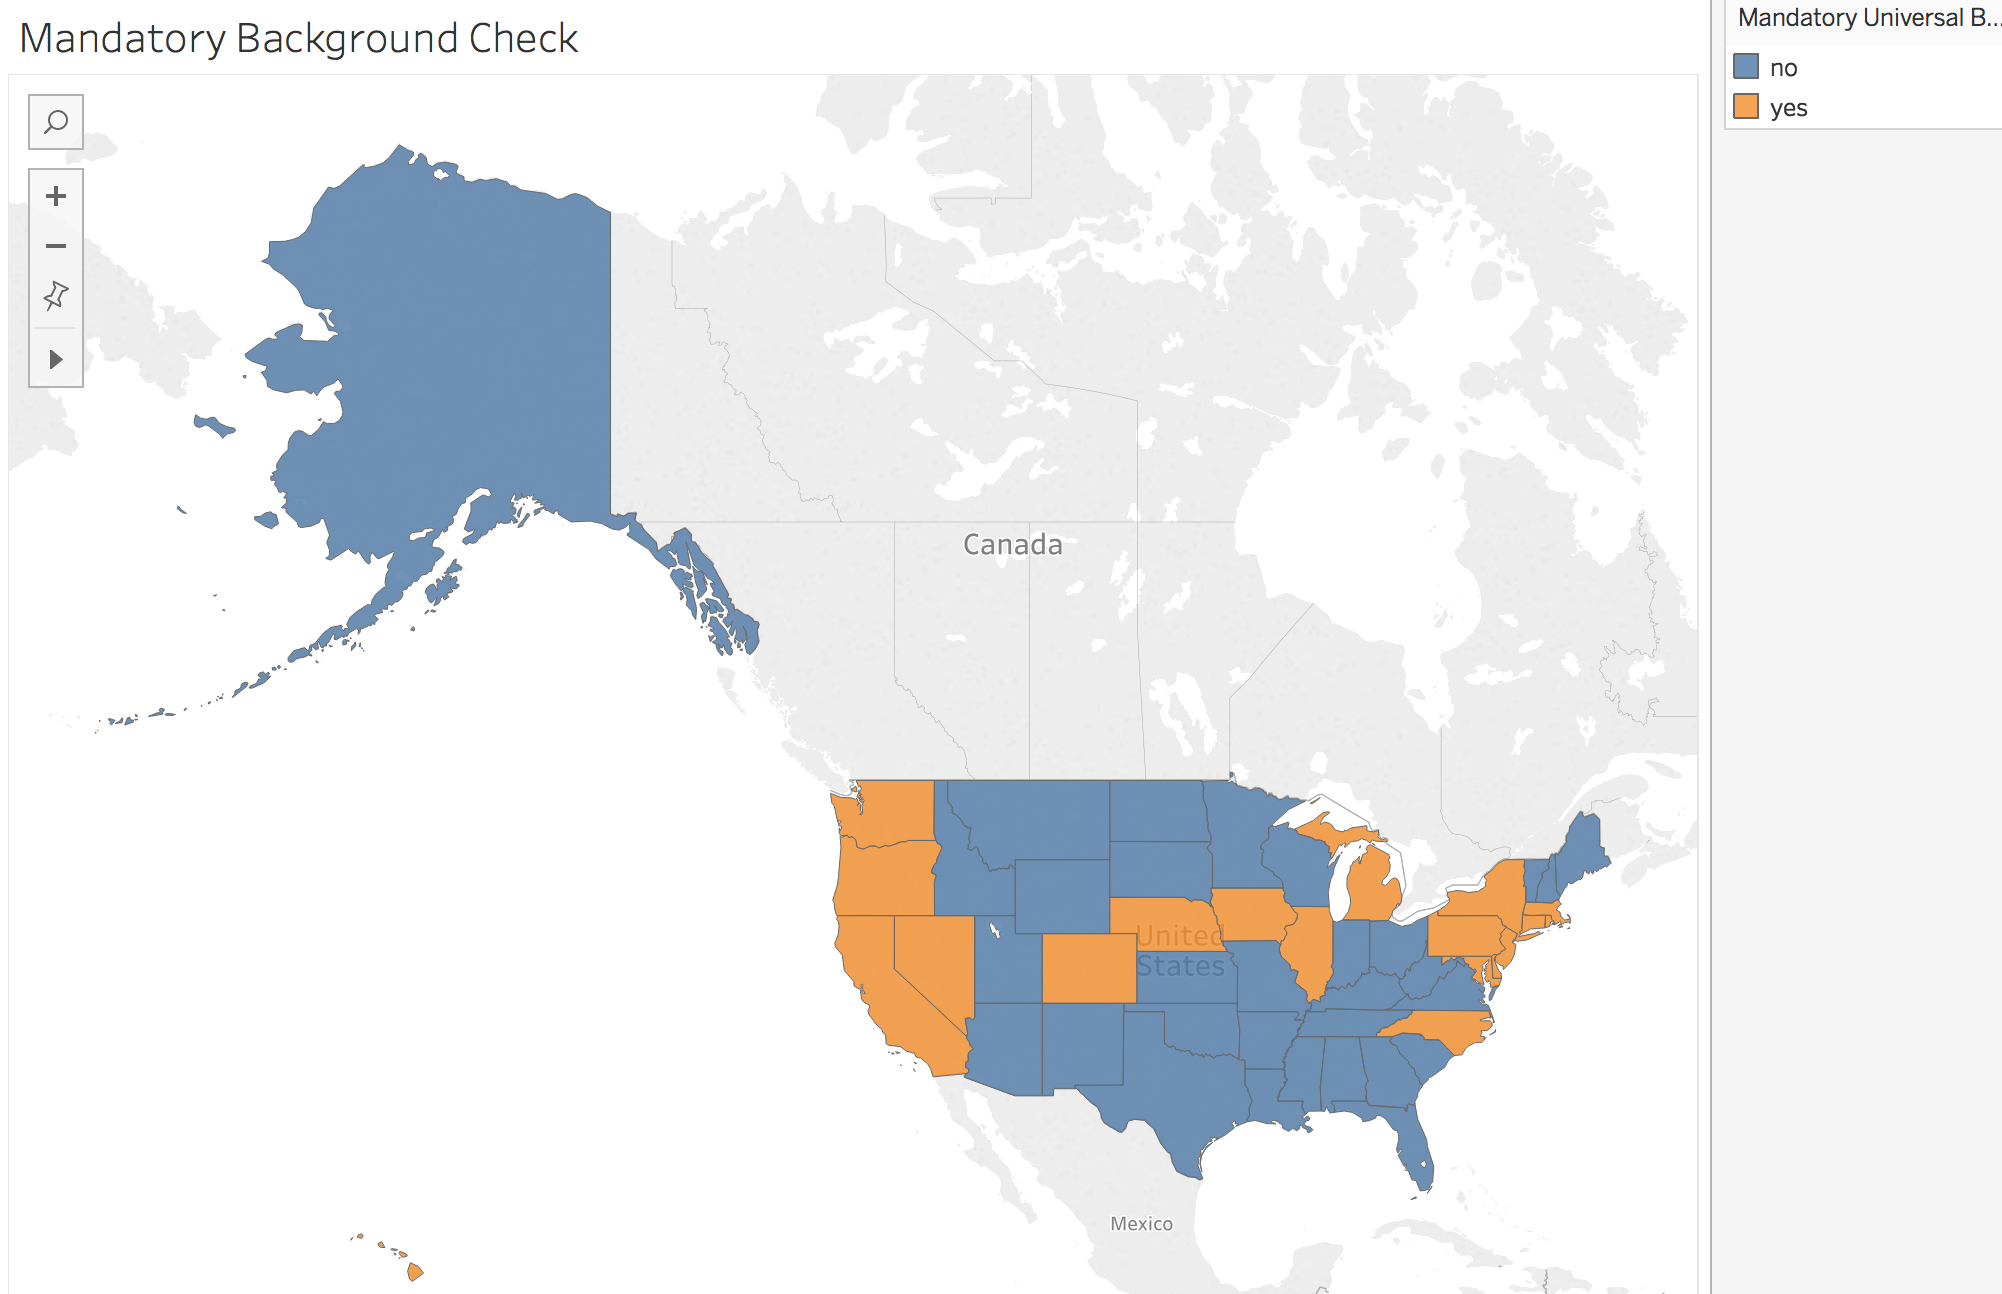 Mandatory Background Check
Mandatory Universal B...
no
yes
Canada
United
States
Mexico